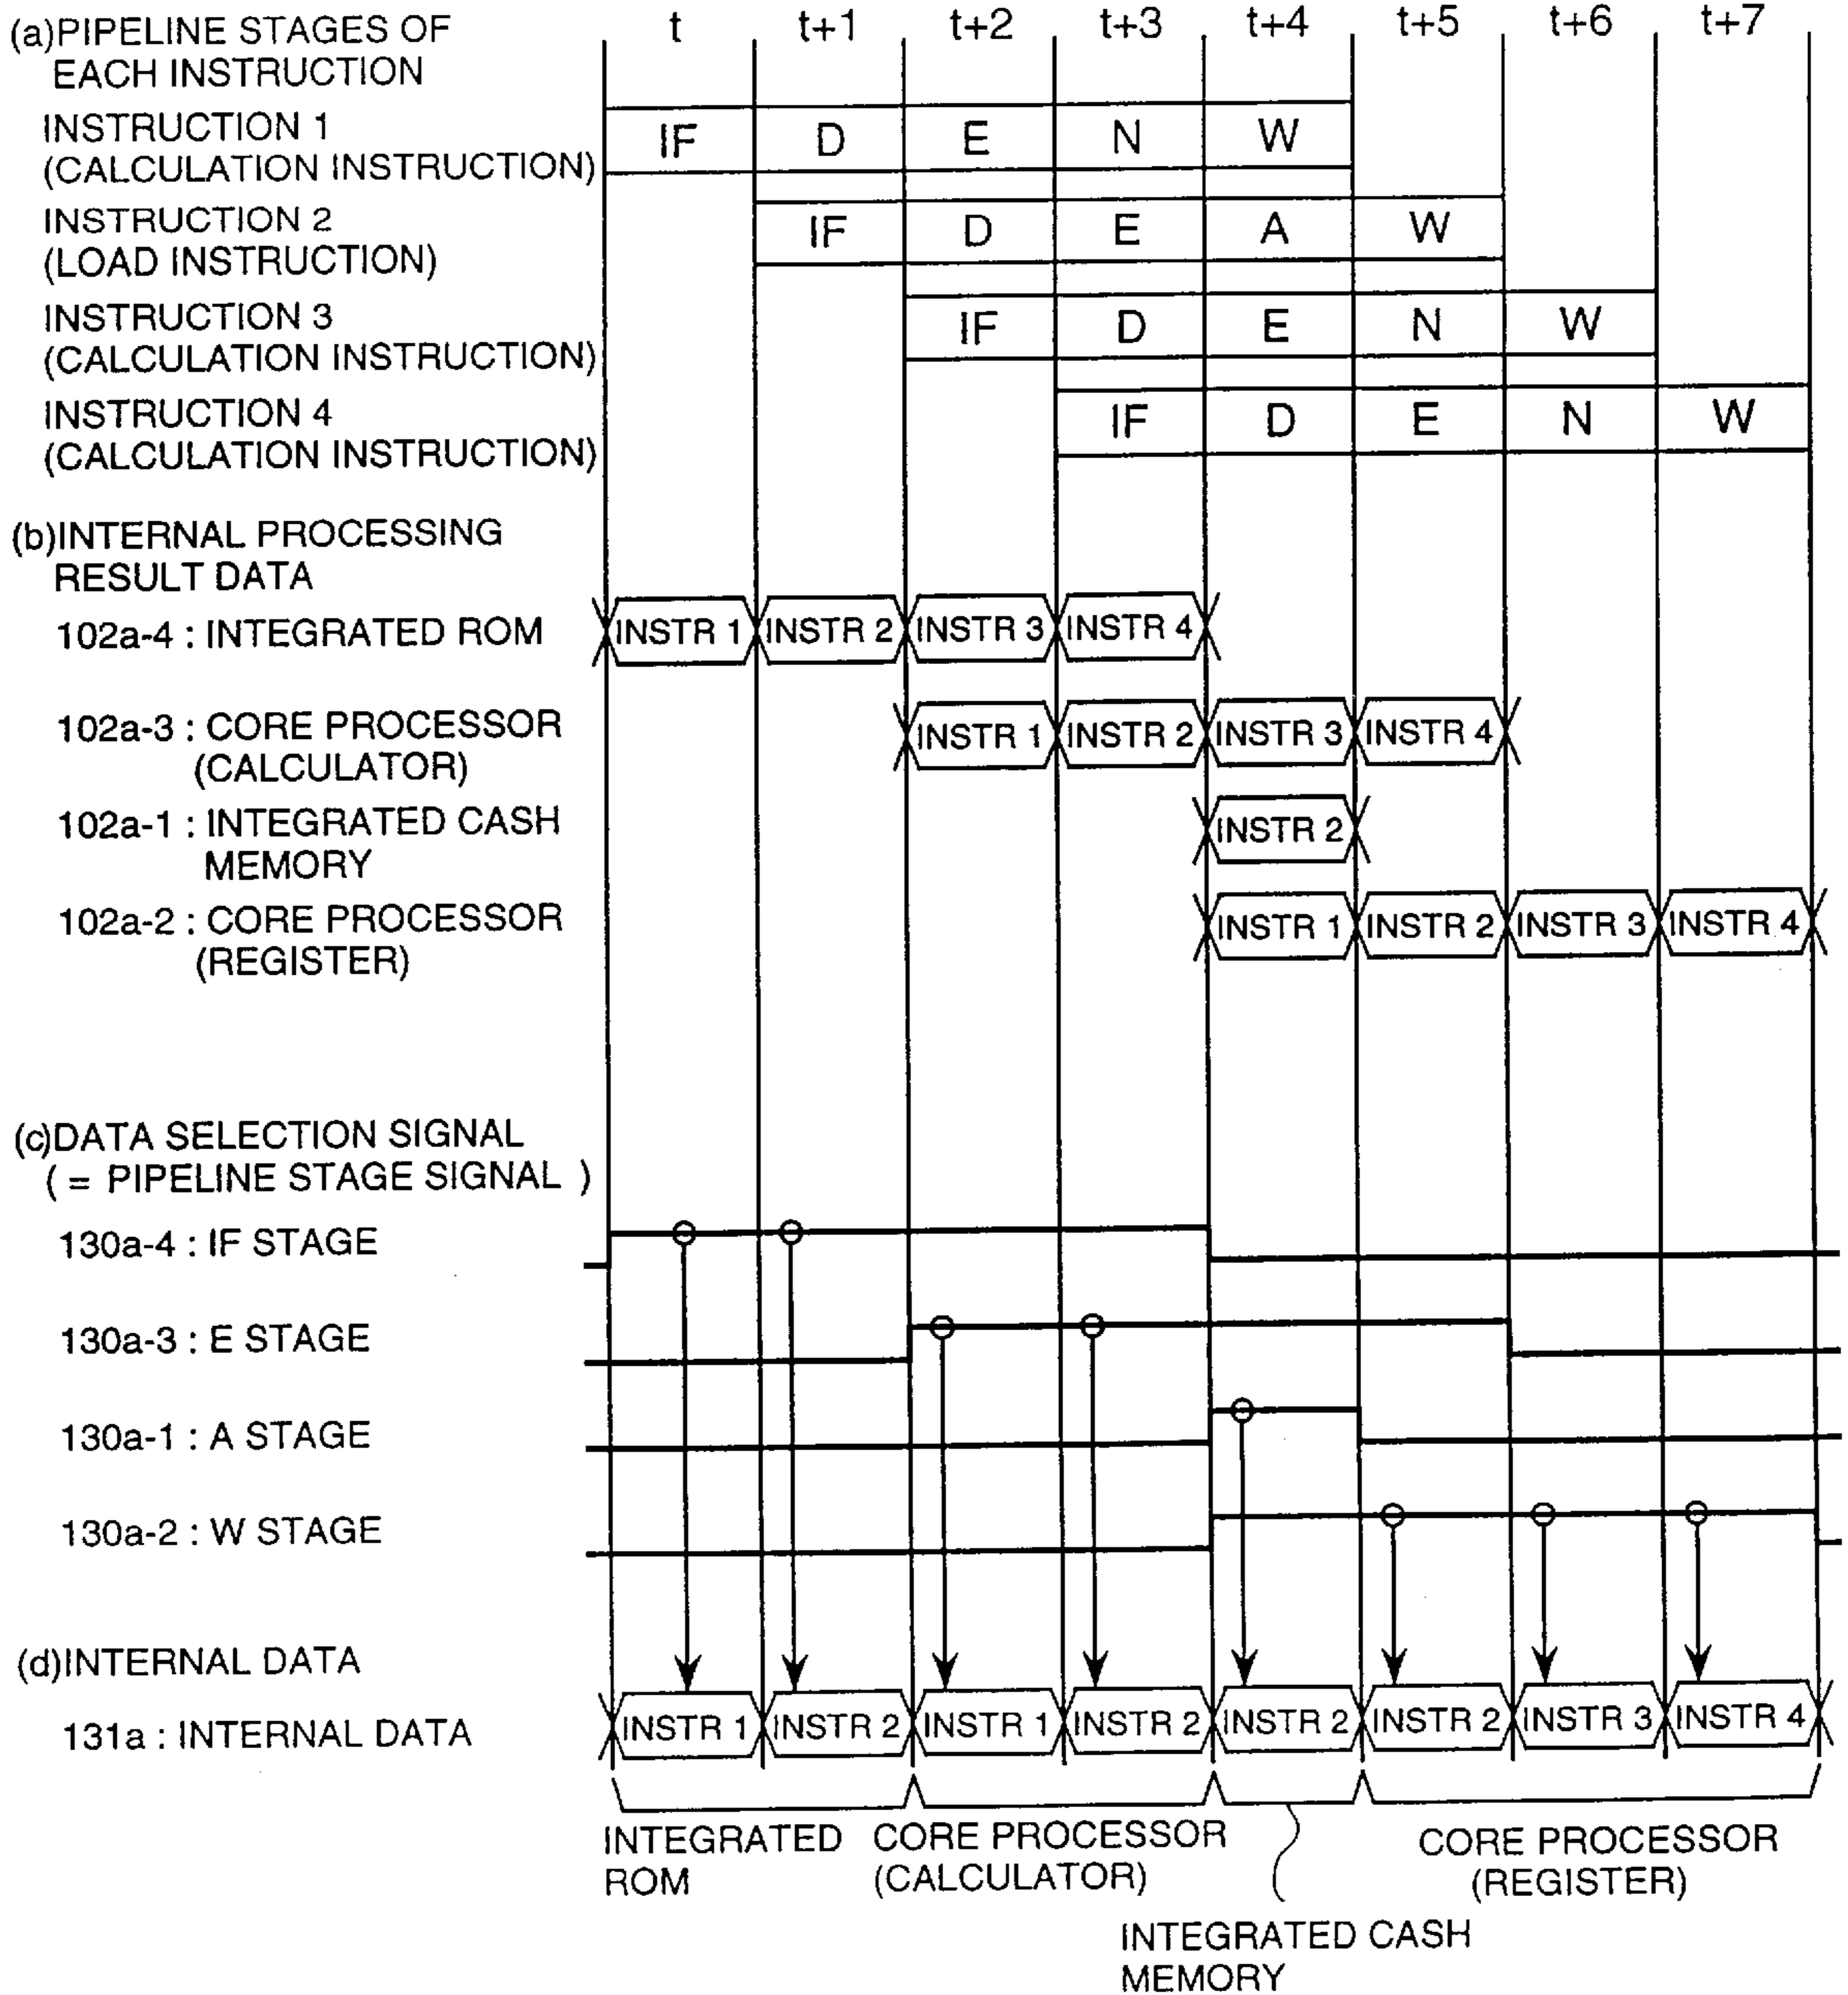 t t+1 t+2 t+3 t+4 t+5 t+6 t+7
(a)PIPELINE STAGES OF
EACH INSTRUCTION
INSTRUCTION 1
(CALCULATION INSTRUCTION)
IF D E N W
INSTRUCTION 2
(LOAD INSTRUCTION)
IF D E A W
INSTRUCTION 3
(CALCULATION INSTRUCTION)
IF D E N W
INSTRUCTION 4
(CALCULATION INSTRUCTION)
IF D E N W
(b)INTERNAL PROCESSING
RESULT DATA
102a-4 : INTEGRATED ROM
INSTR 1 INSTR 2 INSTR 3 INSTR 4
102a-3 : CORE PROCESSOR
(CALCULATOR)
INSTR 1 INSTR 2 INSTR 3 INSTR 4
102a-1 : INTEGRATED CASH
MEMORY
INSTR 2
102a-2 : CORE PROCESSOR
(REGISTER)
INSTR 1 INSTR 2 INSTR 3 INSTR 4
(c)DATA SELECTION SIGNAL
( = PIPELINE STAGE SIGNAL )
130a-4 : IF STAGE
130a-3 : E STAGE
130a-1 : A STAGE
130a-2 : W STAGE
(d)INTERNAL DATA
131a : INTERNAL DATA
INSTR 1 INSTR 2 INSTR 1 INSTR 2 INSTR 2 INSTR 2 INSTR 3 INSTR 4
INTEGRATED
ROM
CORE PROCESSOR
(CALCULATOR)
INTEGRATED CASH
MEMORY
CORE PROCESSOR
(REGISTER)